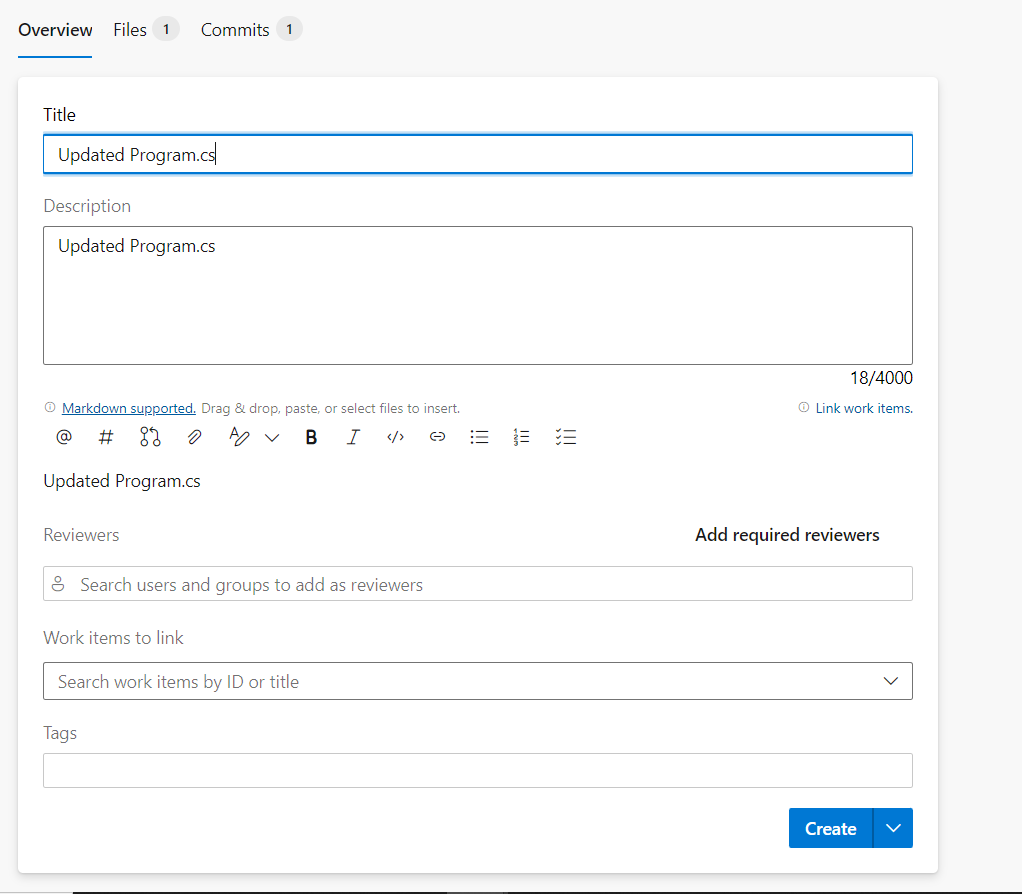 Overview Files 1 Commits 1
Title
Updated Program.cs
Description
Updated Program.cs
18/4000
Markdown supported. Drag & drop, paste, or select files to insert. Link work items.
Updated Program.cs
Reviewers Add required reviewers
Search users and groups to add as reviewers
Work items to link
Search work items by ID or title
Tags
Create